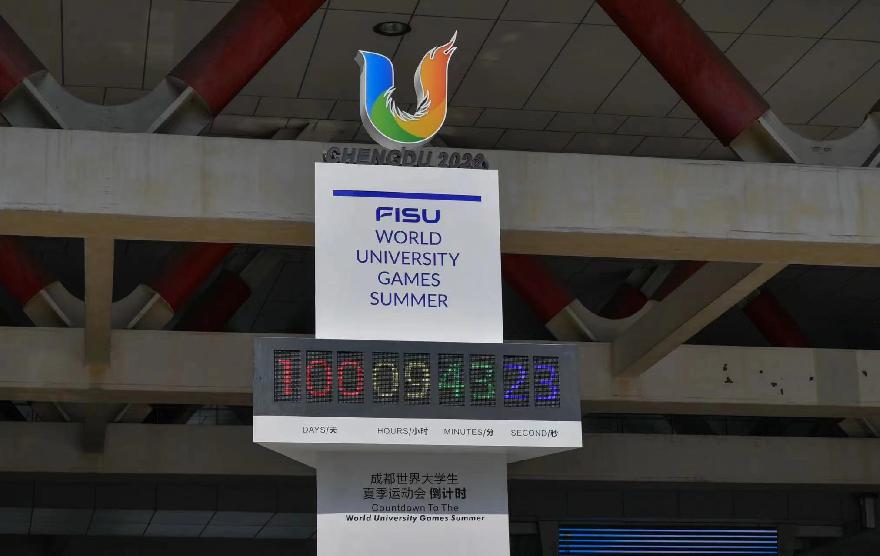 CHENGDU
FISU
WORLD
UNIVERSITY
GAMES
SUMMER
100 09 43 23
DAYS/天 HOURS/小时 MINUTES/分 SECOND/秒
成都世界大学生
夏季运动会 倒计时
Countdown To The
World University Games Summer